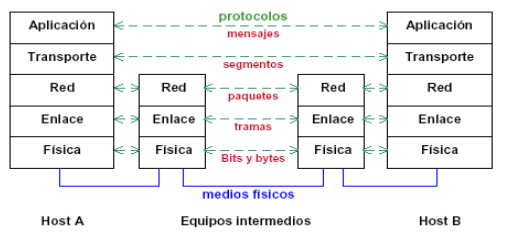 protocolos
Aplicación mensajes Aplicación
Transporte segmentos Transporte
Red Red paquetes Red Red
Enlace Enlace tramas Enlace Enlace
Física Física Bits y bytes Física Física
medios físicos
Host A Equipos intermedios Host B